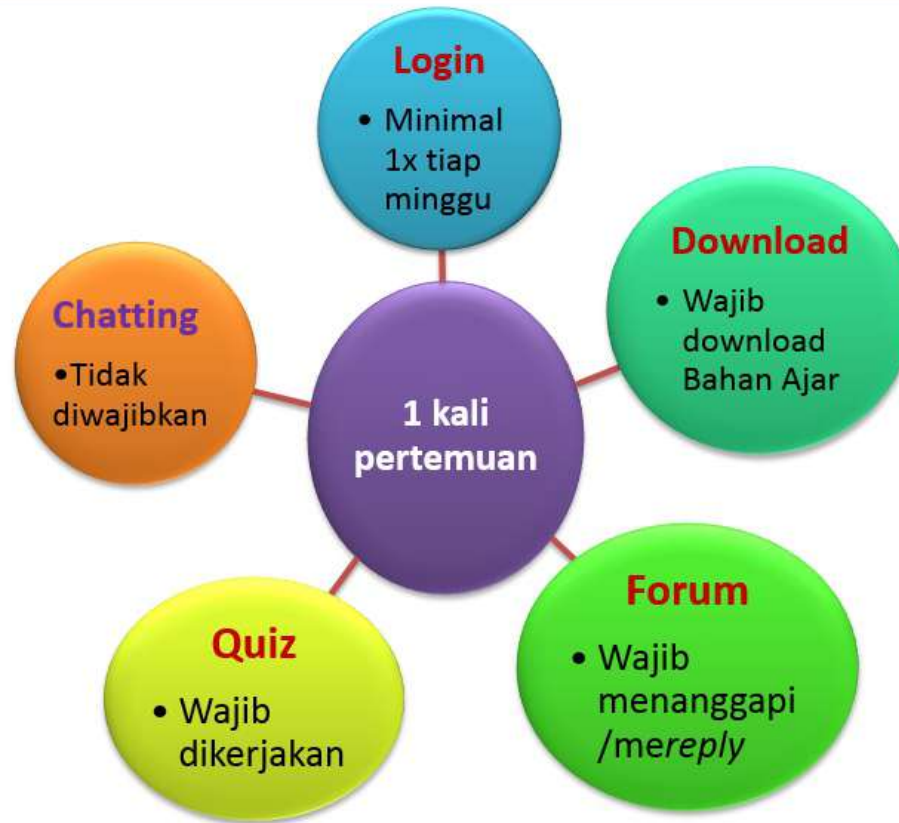 Login
• Minimal
1x tiap
minggu
Download
• Wajib
download
Bahan Ajar
Forum
• Wajib
menanggapi
/mereply
Quiz
• Wajib
dikerjakan
Chatting
•Tidak
diwajibkan
1 kali
pertemuan